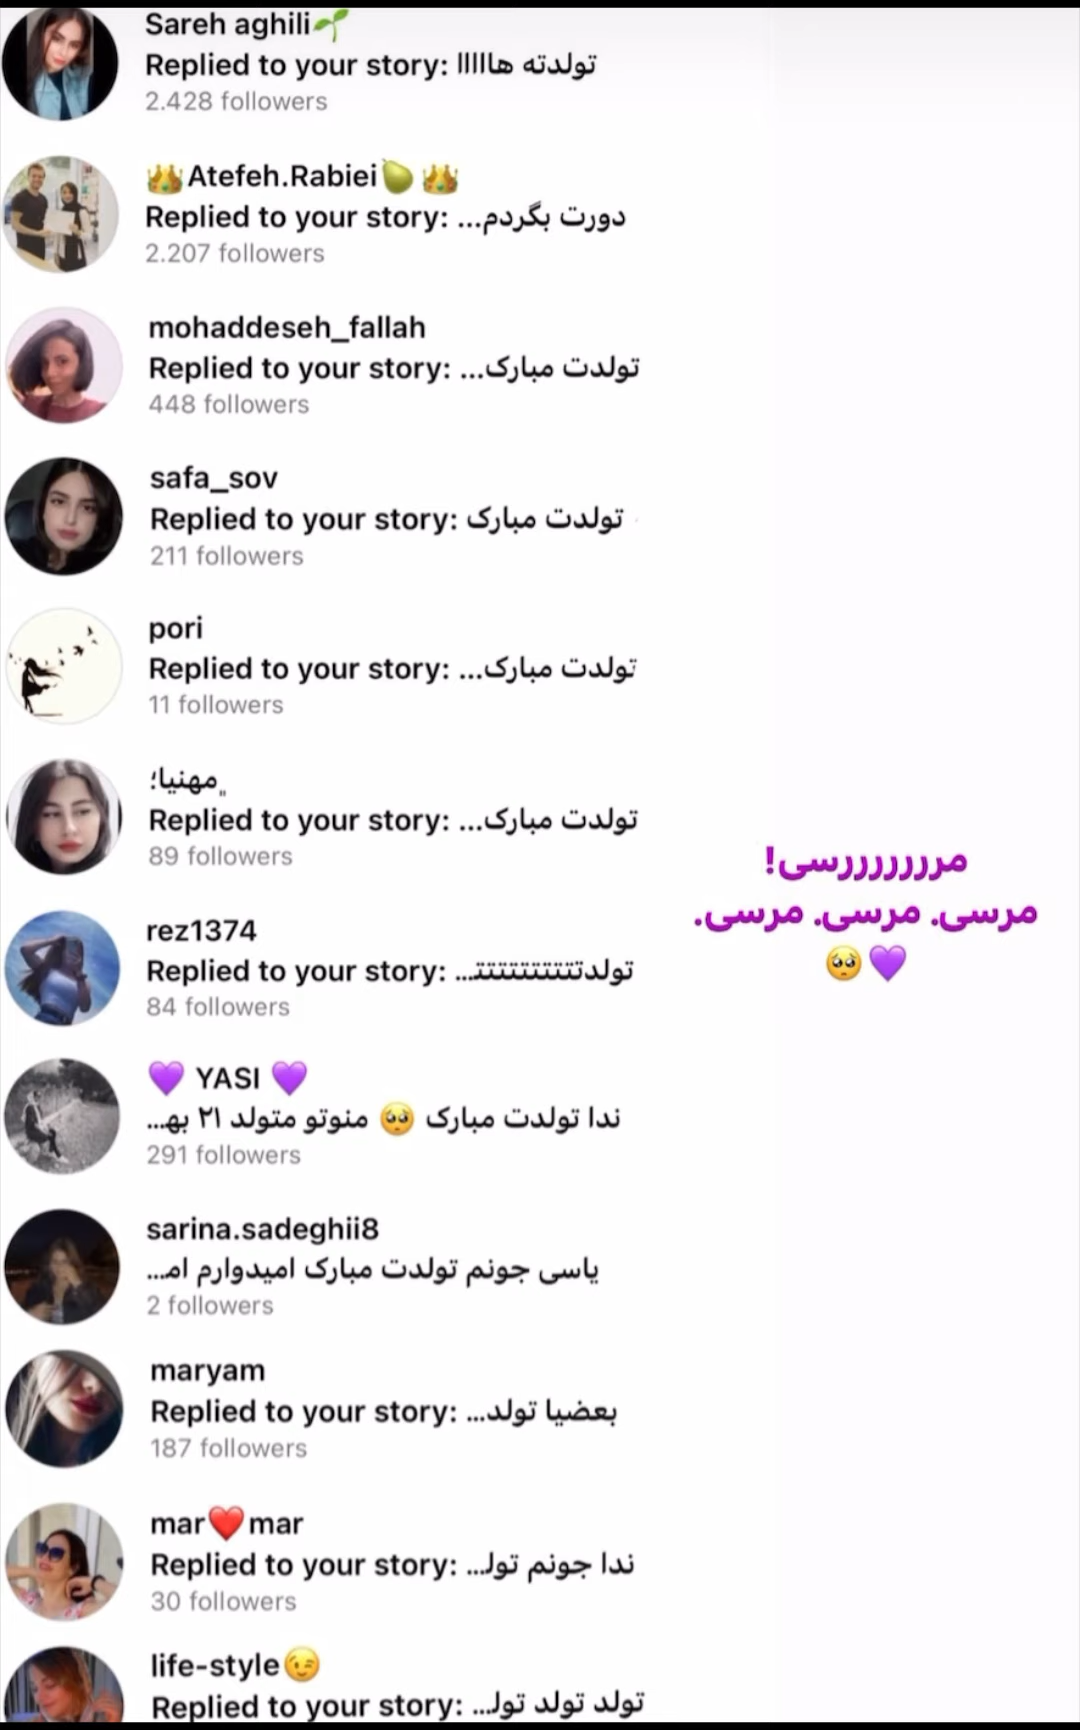 Sareh aghili🌱
Replied to your story: تولدته هاااااا
2.428 followers
👑Atefeh.Rabiei🍐👑
Replied to your story: دورت بگردم...
2.207 followers
mohaddeseh_fallah
Replied to your story: تولدت مبارک...
448 followers
safa_sov
Replied to your story: تولدت مبارک
211 followers
pori
Replied to your story: تولدت مبارک...
11 followers
ˌˌمهنیا؛!
Replied to your story: تولدت مبارک...
89 followers
rez1374
Replied to your story: تولدتتتتتتتتتتت...
84 followers
💜 YASI 💜
ندا تولدت مبارک 🥺 منوتو متولد ۲۱ به...
291 followers
sarina.sadeghii8
یاسی جونم تولدت مبارک امیدوارم ام...
2 followers
maryam
Replied to your story: بعضیا تولد...
187 followers
mar❤️mar
Replied to your story: ندا جونم تول...
30 followers
life-style😉
Replied to your story: تولد تولد تول...
مررررررررسی!
مرسی. مرسی. مرسی.
🥺💜